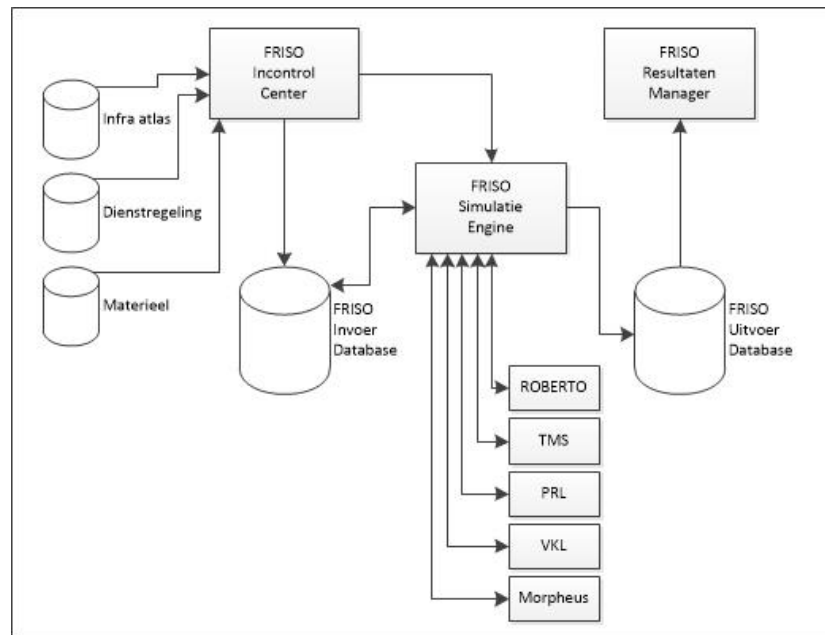 FRISO
Incontrol
Center
FRISO
Resultaten
Manager
Infra atlas
Dienstregeling
Materieel
FRISO
Simulatie
Engine
FRISO
Invoer
Database
FRISO
Uitvoer
Database
ROBERTO
TMS
PRL
VKL
Morpheus